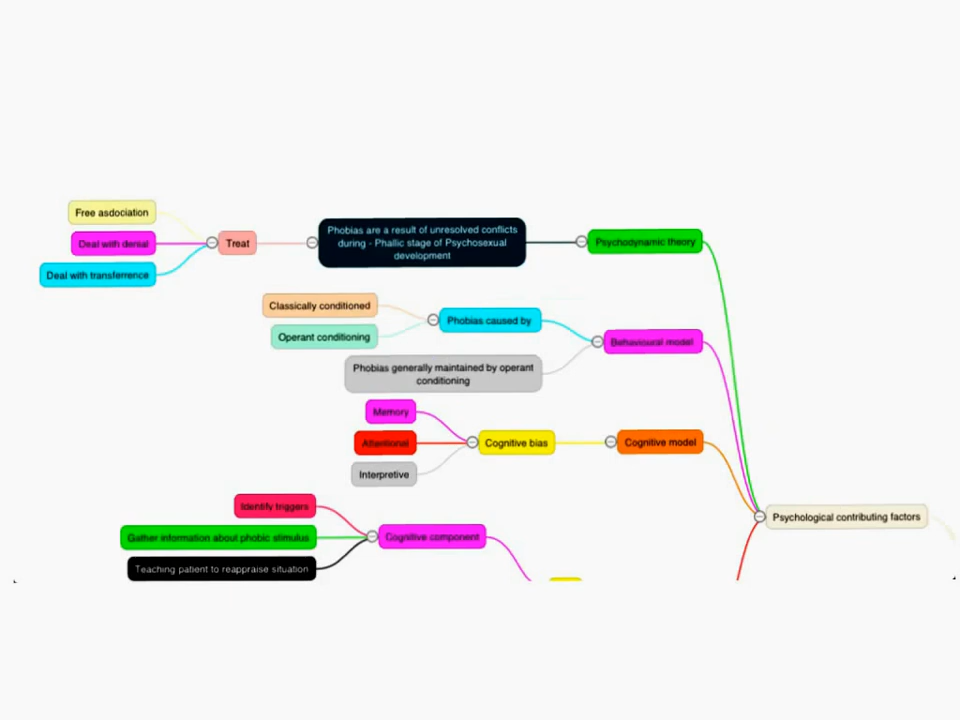 Free asdociation
Deal with denial
Deal with transferrence
Treat
Phobias are a result of unresolved conflicts
during - Phallic stage of Psychosexual
development
Psychodynamic theory
Classically conditioned
Operant conditioning
Phobias caused by
Phobias generally maintained by operant
conditioning
Behavioural model
Memory
Attentional
Interpretive
Cognitive bias
Cognitive model
Identify triggers
Gather information about phobic stimulus
Teaching patient to reappraise situation
Cognitive component
Psychological contributing factors